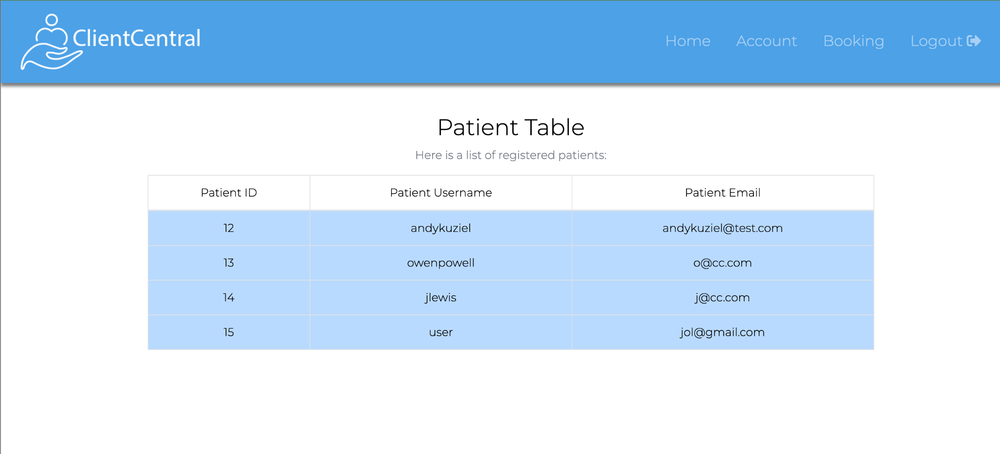 ClientCentral
Home Account Booking Logout
Patient Table
Here is a list of registered patients:
Patient ID Patient Username Patient Email
12 andykuziel andykuziel@test.com
13 owenpowell o@cc.com
14 jlewis j@cc.com
15 user jol@gmail.com